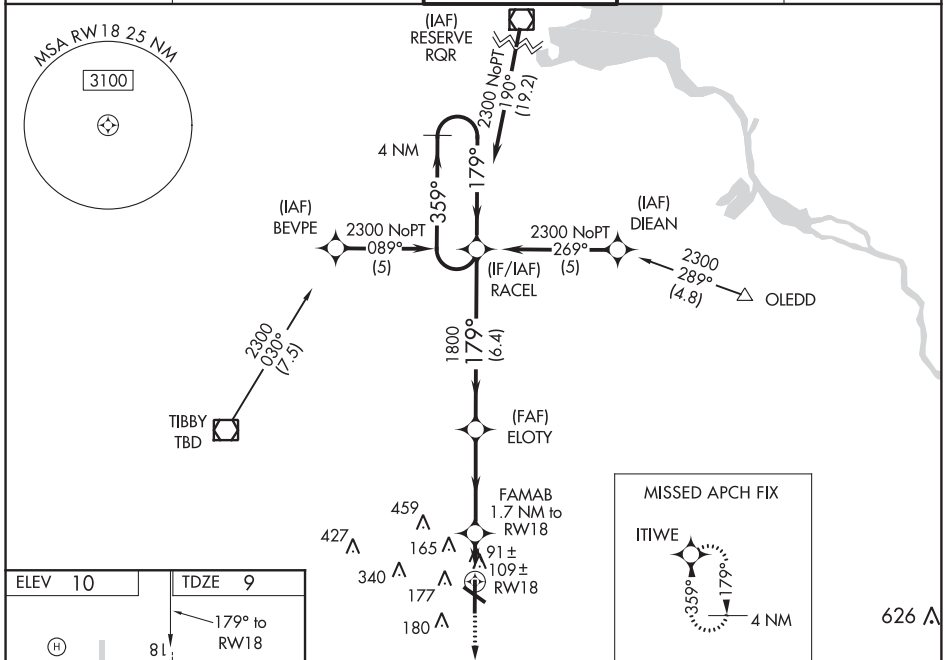 MSA RW18 25 NM
3100
(IAF)
RESERVE
RQR
2300 NoPT
190°
(19.2)
4 NM
359°
179°
(IAF)
BEVPE
2300 NoPT
089°
(5)
(IF/IAF)
RACEL
2300 NoPT
269°
(5)
(IAF)
DIEAN
2300
289°
(4.8)
OLEDD
2300
030°
(7.5)
TIBBY
TBD
1800
179°
(6.4)
(FAF)
ELOTY
FAMAB
1.7 NM to
RW18
459
427
165
91±
109±
RW18
340
177
180
MISSED APCH FIX
ITIWE
359°
179°
4 NM
626
ELEV 10
TDZE 9
179° to
RW18
H
18